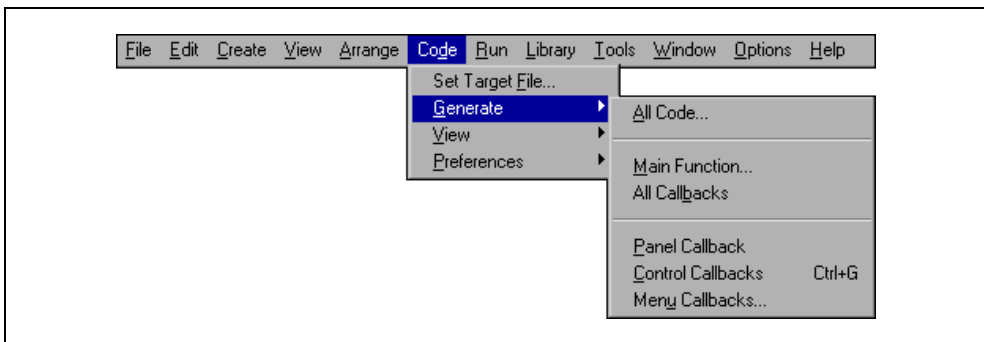 File Edit Create View Arrange Code Run Library Tools Window Options Help
Set Target File...
Generate
View
Preferences
All Code...
Main Function...
All Callbacks
Panel Callback
Control Callbacks Ctrl+G
Menu Callbacks...